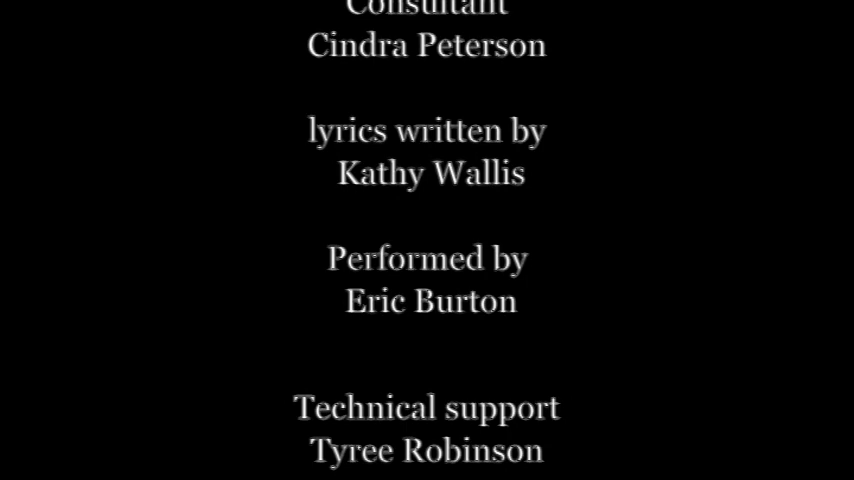 Consultant
Cindra Peterson
lyrics written by
Kathy Wallis
Performed by
Eric Burton
Technical support
Tyree Robinson